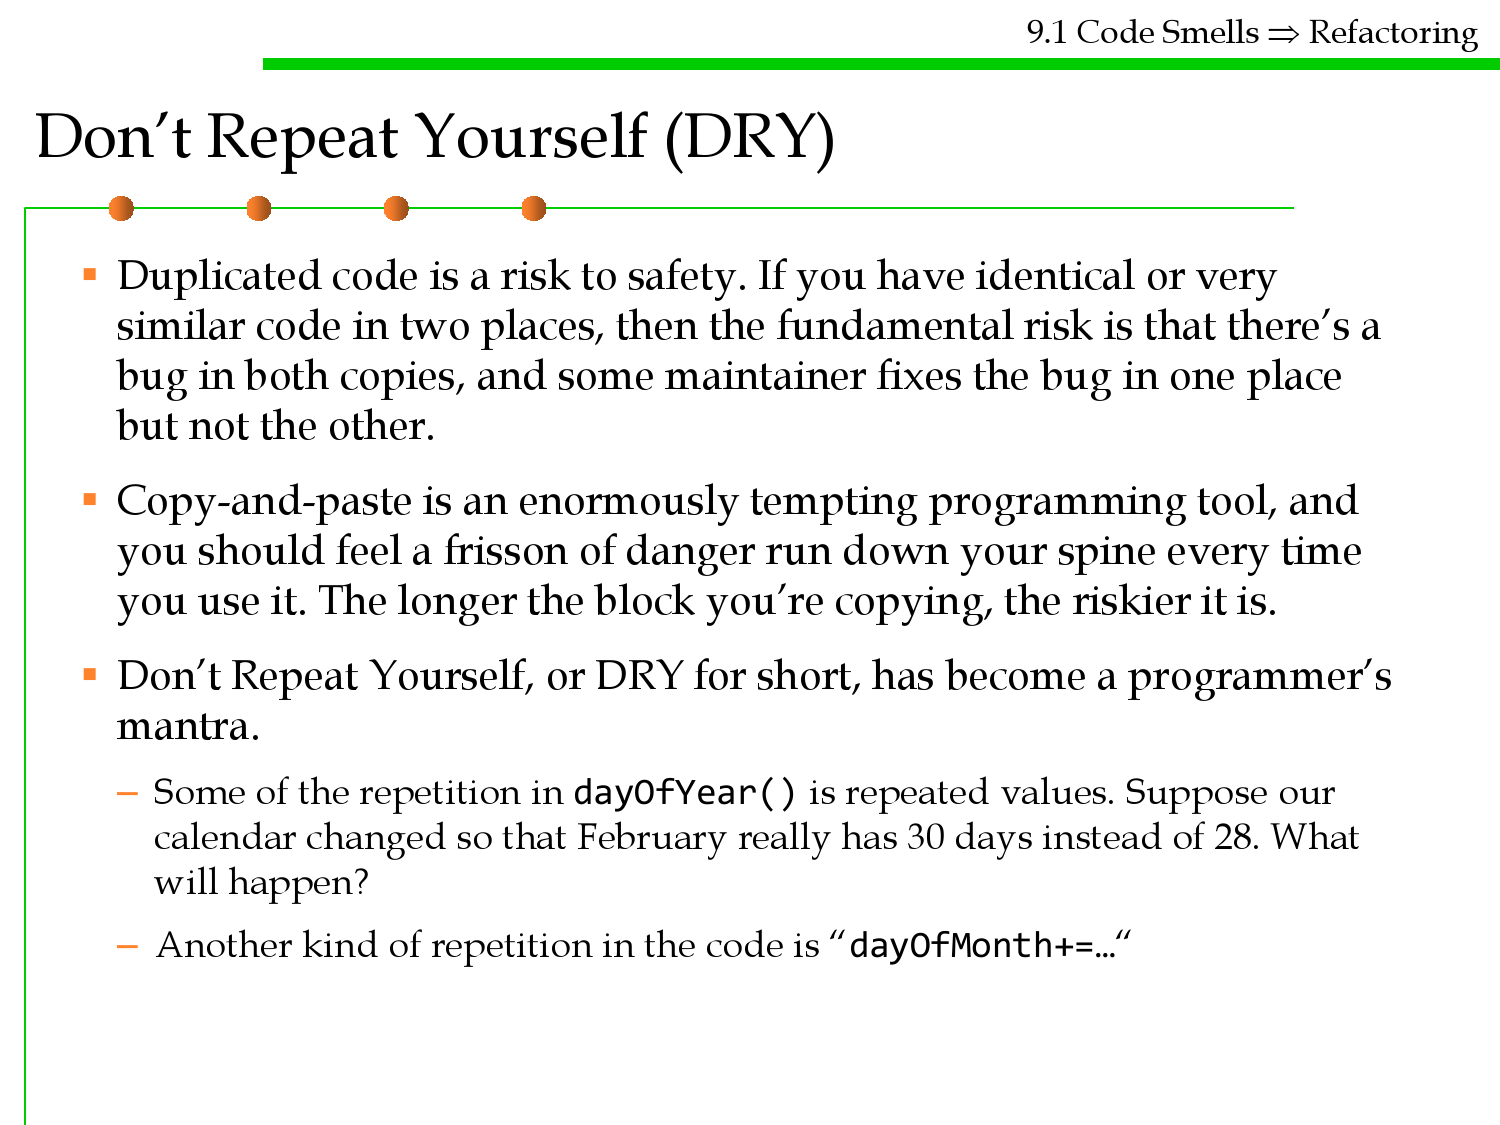 9.1 Code Smells ⇒ Refactoring
Don’t Repeat Yourself (DRY)
▪ Duplicated code is a risk to safety. If you have identical or very
similar code in two places, then the fundamental risk is that there’s a
bug in both copies, and some maintainer fixes the bug in one place
but not the other.
▪ Copy-and-paste is an enormously tempting programming tool, and
you should feel a frisson of danger run down your spine every time
you use it. The longer the block you’re copying, the riskier it is.
▪ Don’t Repeat Yourself, or DRY for short, has become a programmer’s
mantra.
– Some of the repetition in dayOfYear() is repeated values. Suppose our
calendar changed so that February really has 30 days instead of 28. What
will happen?
– Another kind of repetition in the code is “dayOfMonth+=…“